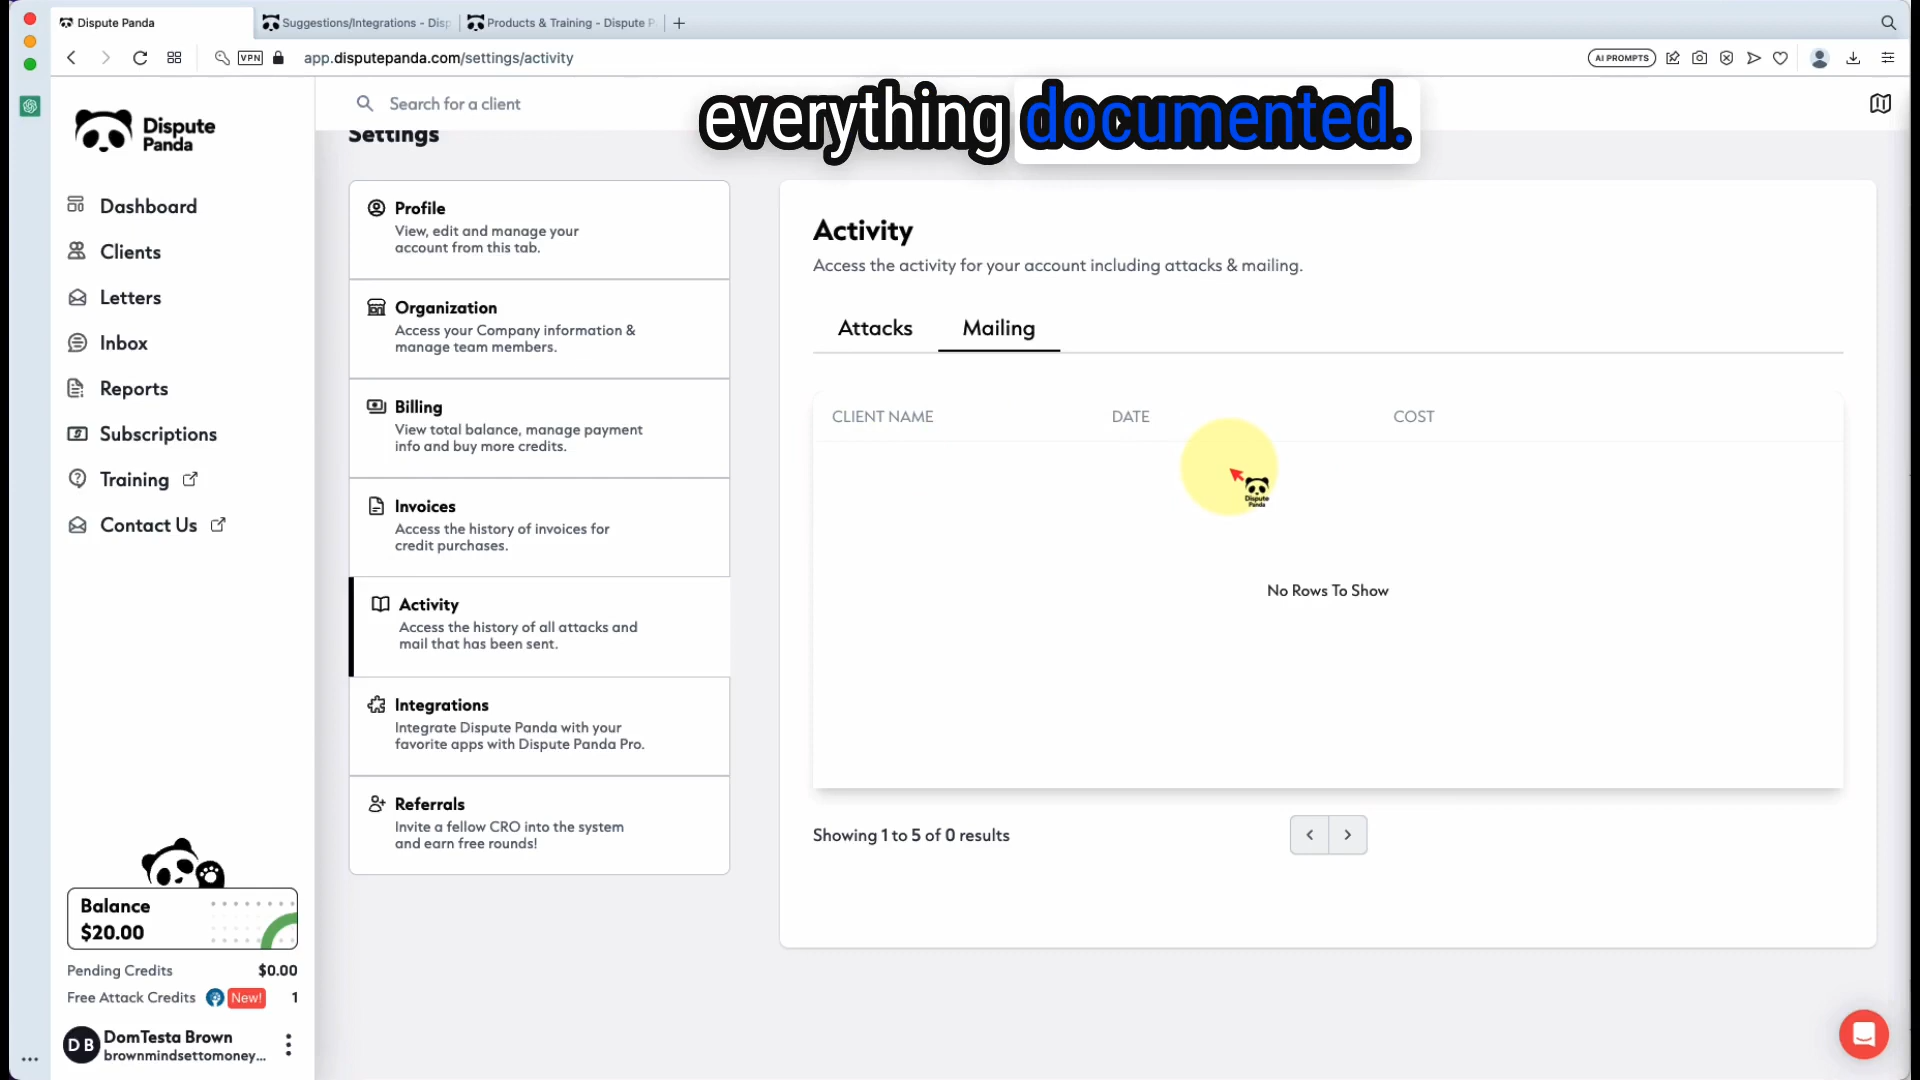 Dispute Panda
Suggestions/Integrations - Disp
Products & Training - Dispute P
VPN
app.disputepanda.com/settings/activity
AI PROMPTS
everything documented.
Dispute
Panda
Search for a client
Settings
Dashboard
Clients
Letters
Inbox
Reports
Subscriptions
Training
Contact Us
Profile
View, edit and manage your
account from this tab.
Organization
Access your Company information &
manage team members.
Billing
View total balance, manage payment
info and buy more credits.
Invoices
Access the history of invoices for
credit purchases.
Activity
Access the history of all attacks and
mail that has been sent.
Integrations
Integrate Dispute Panda with your
favorite apps with Dispute Panda Pro.
Referrals
Invite a fellow CRO into the system
and earn free rounds!
Activity
Access the activity for your account including attacks & mailing.
Attacks Mailing
CLIENT NAME DATE COST
Dispute
Panda
No Rows To Show
Showing 1 to 5 of 0 results
Balance
$20.00
Pending Credits $0.00
Free Attack Credits New! 1
D B
DomTesta Brown
brownmindsettomoney...